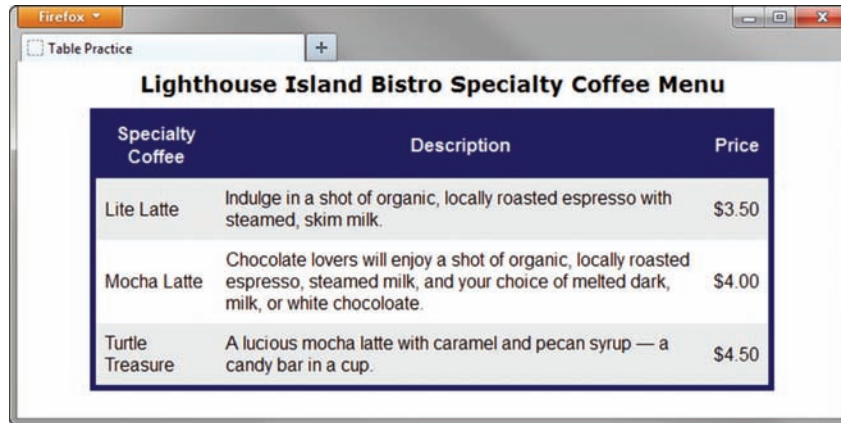 Firefox
Table Practice
Lighthouse Island Bistro Specialty Coffee Menu
Specialty
Coffee
Description
Price
Lite Latte
Indulge in a shot of organic, locally roasted espresso with
steamed, skim milk.
$3.50
Mocha Latte
Chocolate lovers will enjoy a shot of organic, locally roasted
espresso, steamed milk, and your choice of melted dark,
milk, or white chocoloate.
$4.00
Turtle
Treasure
A lucious mocha latte with caramel and pecan syrup — a
candy bar in a cup.
$4.50